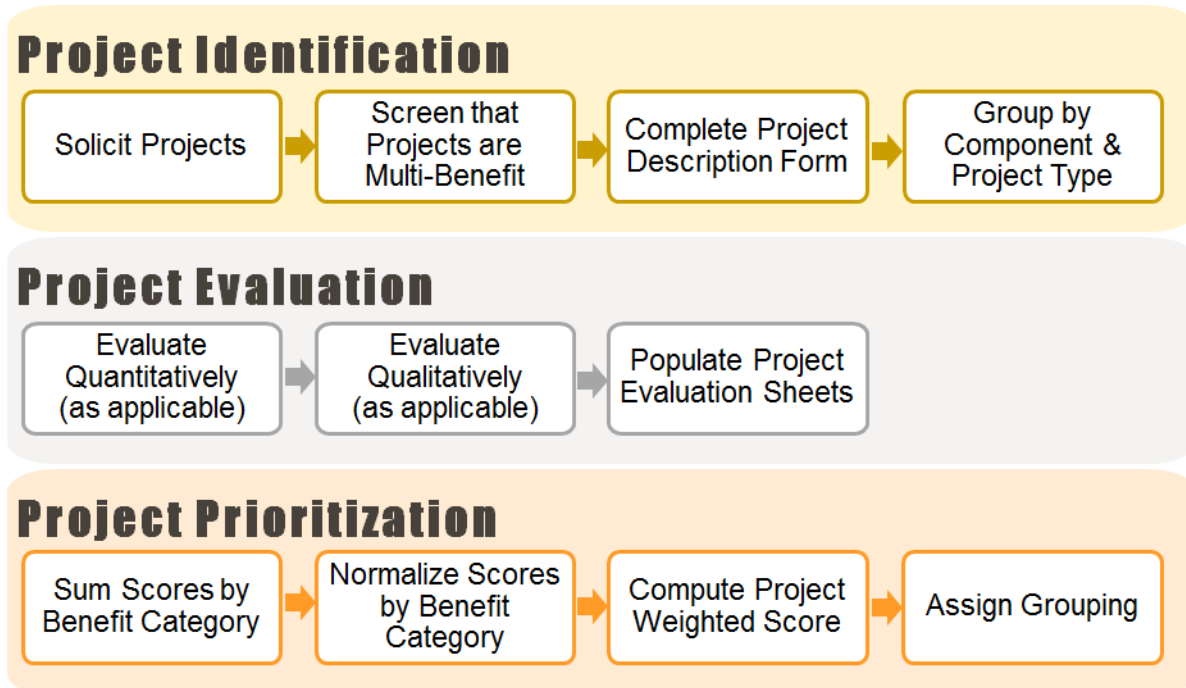 Project Identification
Solicit Projects
Screen that
Projects are
Multi-Benefit
Complete Project
Description Form
Group by
Component &
Project Type
Project Evaluation
Evaluate
Quantitatively
(as applicable)
Evaluate
Qualitatively
(as applicable)
Populate Project
Evaluation Sheets
Project Prioritization
Sum Scores by
Benefit Category
Normalize Scores
by Benefit
Category
Compute Project
Weighted Score
Assign Grouping